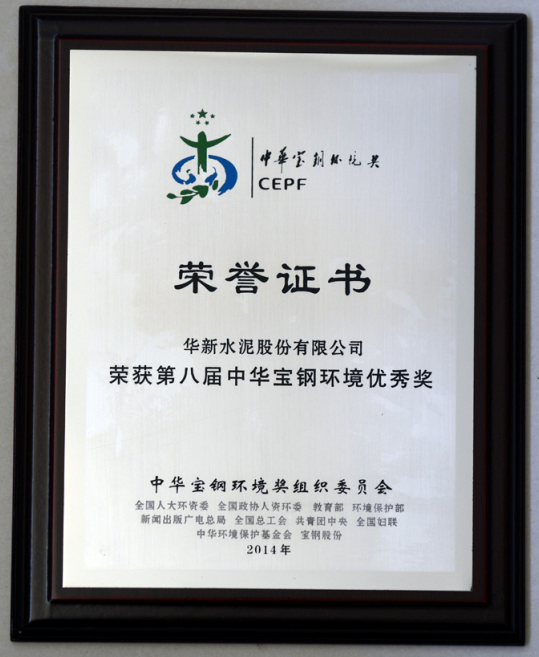 中华宝钢环境奖
CEPF
荣誉证书
华新水泥股份有限公司
荣获第八届中华宝钢环境优秀奖
中华宝钢环境奖组织委员会
全国人大环资委 全国政协人资环委 教育部 环境保护部
新闻出版广电总局 全国总工会 共青团中央 全国妇联
中华环境保护基金会 宝钢股份
2014年